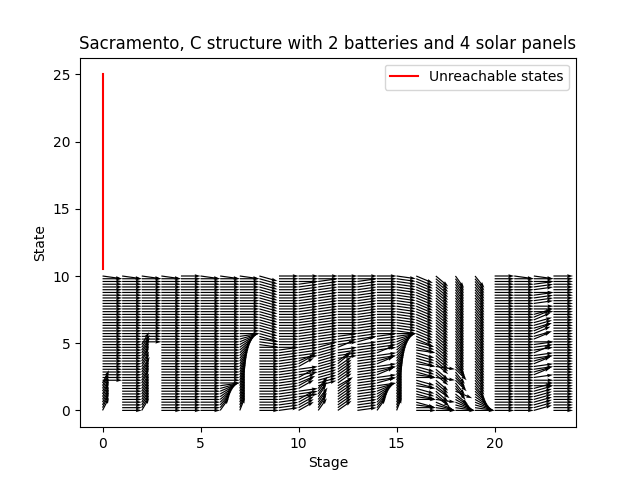 Sacramento, C structure with 2 batteries and 4 solar panels
Unreachable states
25
20
15
10
5
0
State
0
5
10
15
20
Stage